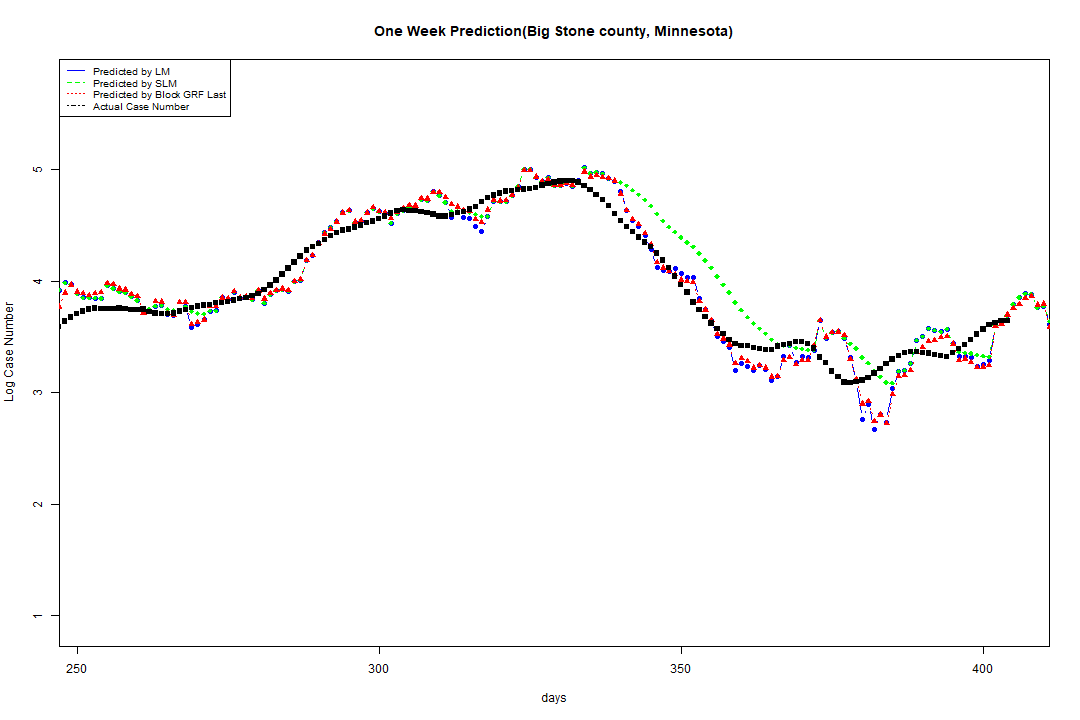 One Week Prediction(Big Stone county, Minnesota)
Predicted by LM
Predicted by SLM
Predicted by Block GRF Last
Actual Case Number
Log Case Number
5
4
3
2
1
250 300 350 400
days